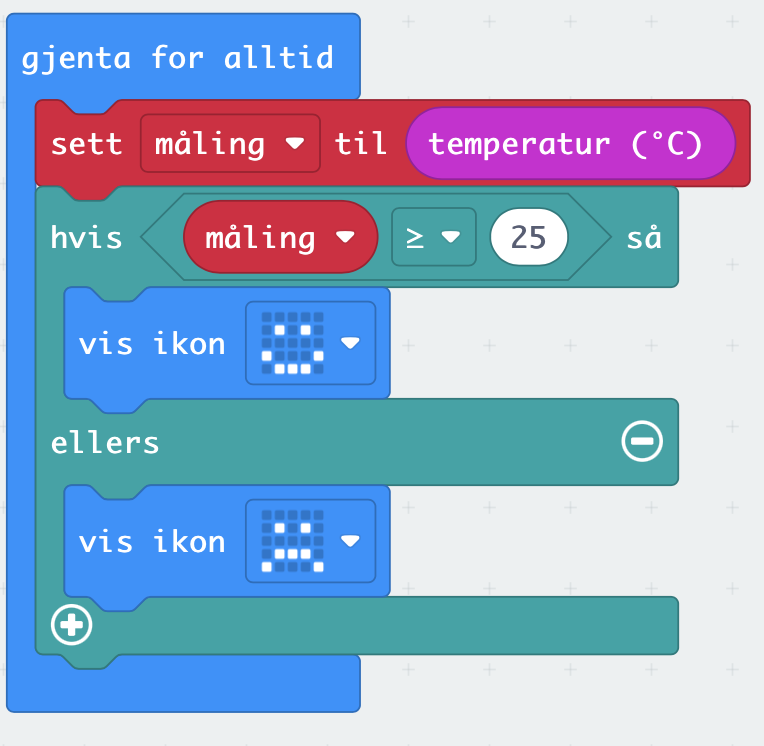 gjenta for alltid
sett måling til temperatur (°C)
hvis måling ≥ 25 så
vis ikon
ellers
vis ikon